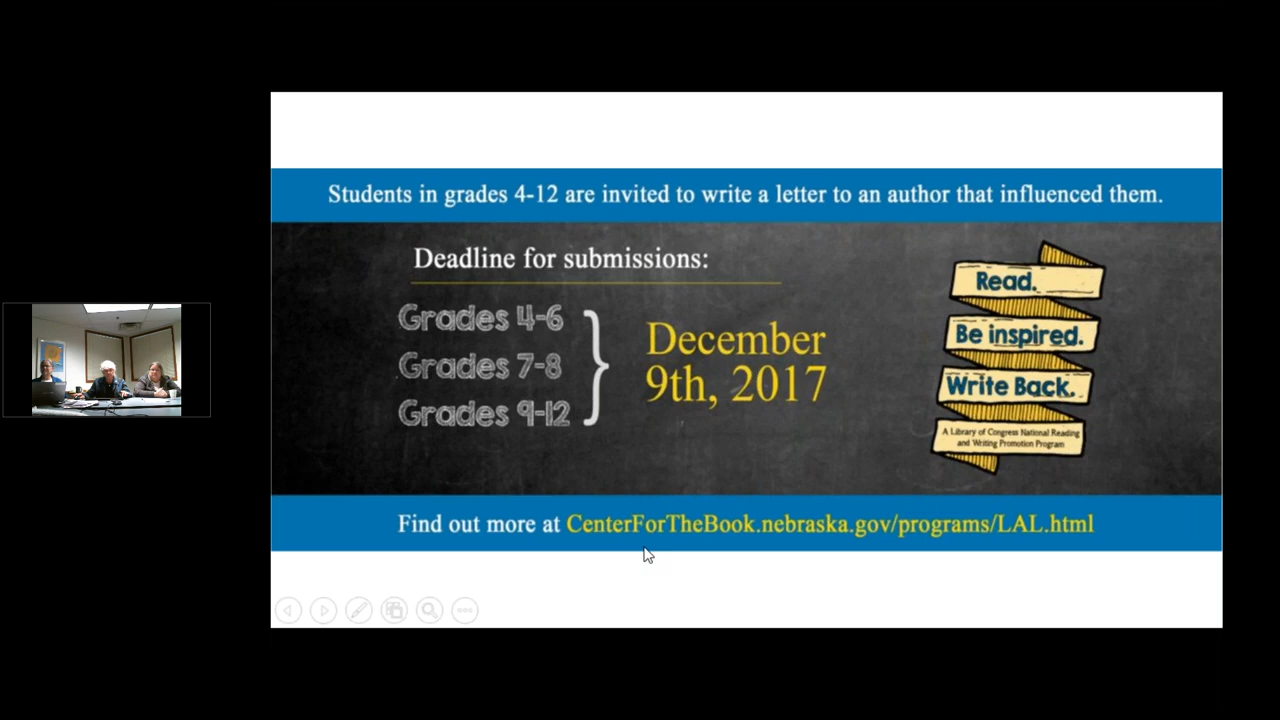 Students in grades 4-12 are invited to write a letter to an author that influenced them.
Deadline for submissions:
Grades 4-6
Grades 7-8
Grades 9-12
December
9th, 2017
Read.
Be inspired.
Write Back.
A Library of Congress National Reading
and Writing Promotion Program
Find out more at CenterForTheBook.nebraska.gov/programs/LAL.html